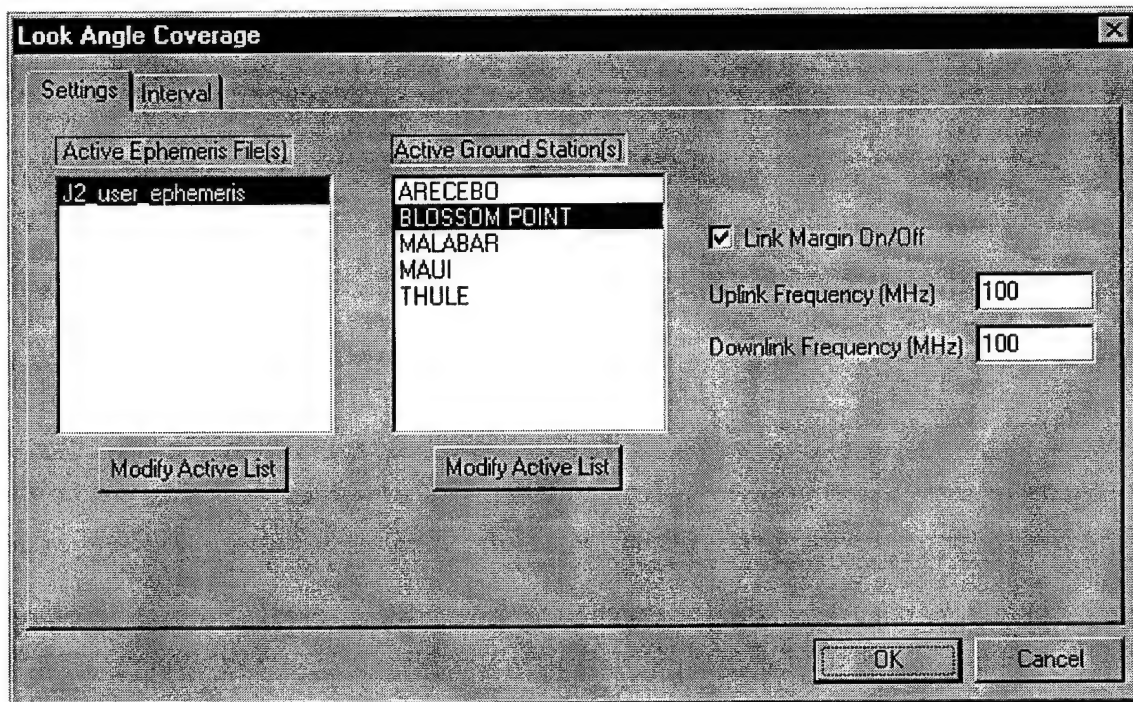 Look Angle Coverage
Settings
Interval
Active Ephemeris File(s)
J2_user_ephemeris
Modify Active List
Active Ground Station(s)
ARECEBO
BLOSSOM POINT
MALABAR
MAUI
THULE
Modify Active List
Link Margin On/Off
Uplink Frequency (MHz) 100
Downlink Frequency (MHz) 100
OK
Cancel